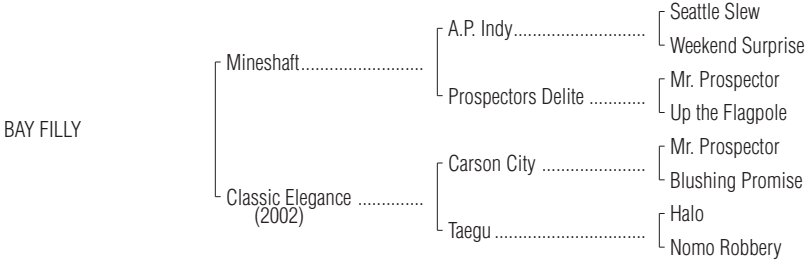 Seattle Slew
A.P. Indy............................
Weekend Surprise
Mineshaft..........................
Mr. Prospector
Prospectors Delite ............
Up the Flagpole
BAY FILLY
Mr. Prospector
Carson City ......................
Blushing Promise
Classic Elegance ..............
(2002)
Halo
Taegu ................................
Nomo Robbery